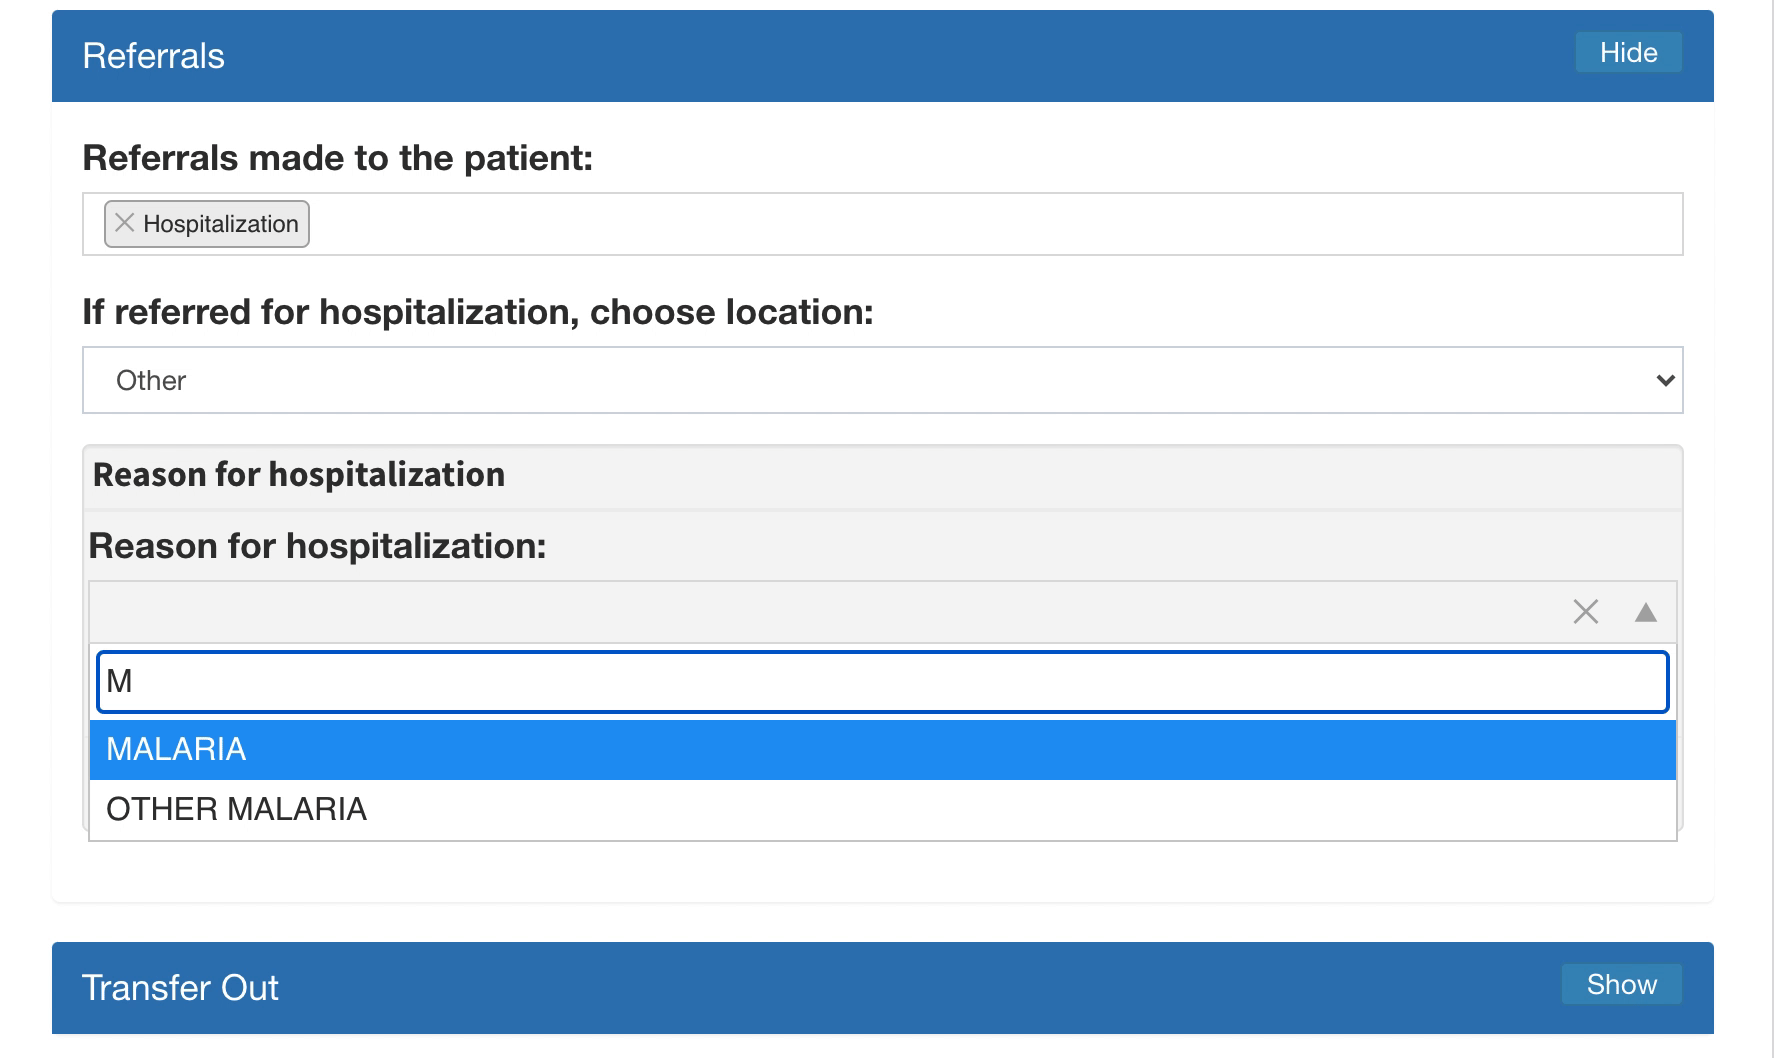 Referrals
Hide
Referrals made to the patient:
Hospitalization
If referred for hospitalization, choose location:
Other
Reason for hospitalization
Reason for hospitalization:
M
MALARIA
OTHER MALARIA
Transfer Out
Show